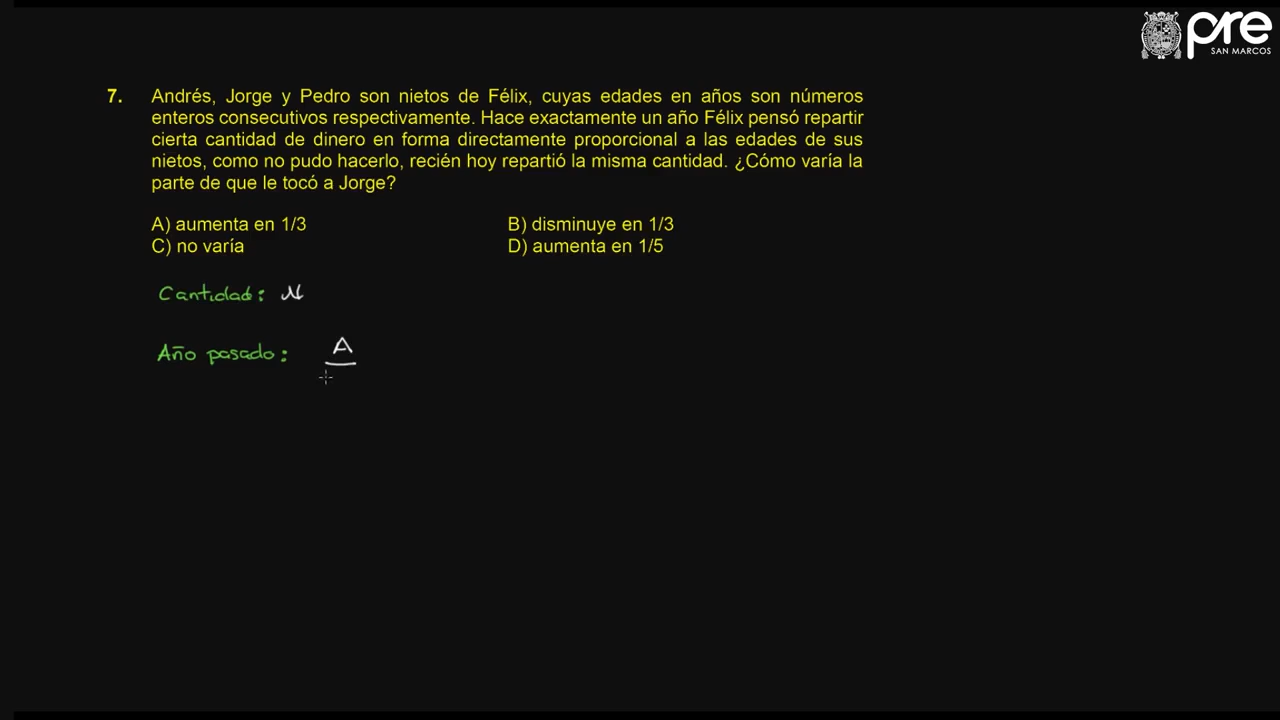 pre
SAN MARCOS
7. Andrés, Jorge y Pedro son nietos de Félix, cuyas edades en años son números
enteros consecutivos respectivamente. Hace exactamente un año Félix pensó repartir
cierta cantidad de dinero en forma directamente proporcional a las edades de sus
nietos, como no pudo hacerlo, recién hoy repartió la misma cantidad. ¿Cómo varía la
parte de que le tocó a Jorge?
A) aumenta en 1/3 B) disminuye en 1/3
C) no varía D) aumenta en 1/5
Cantidad: N
Año pasado: A